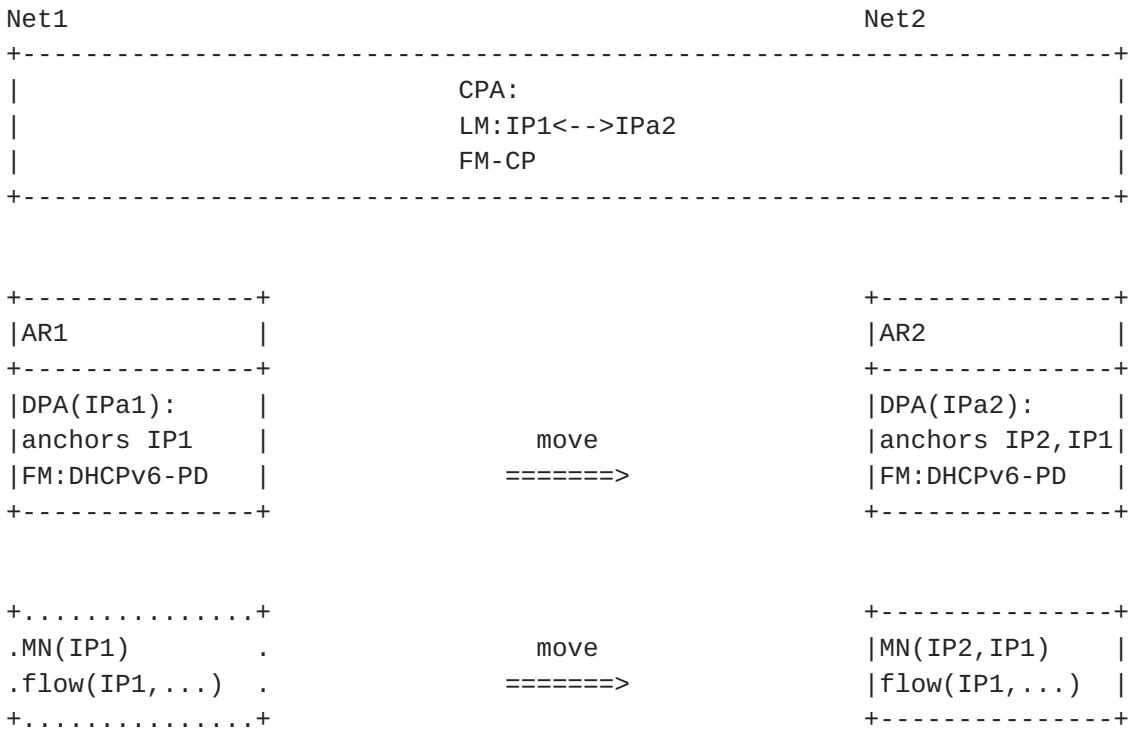 Net1 Net2
+-----------------------------------------------------------------------+
| CPA: |
| LM:IP1<-->IPa2 |
| FM-CP |
+-----------------------------------------------------------------------+
+---------------+ +---------------+
|AR1 | |AR2 |
+---------------+ +---------------+
|DPA(IPa1): | |DPA(IPa2): |
|anchors IP1 | move |anchors IP2,IP1|
|FM:DHCPv6-PD | =======> |FM:DHCPv6-PD |
+---------------+ +---------------+
+...............+ +---------------+
.MN(IP1) . move |MN(IP2,IP1) |
.flow(IP1,...) . =======> |flow(IP1,...) |
+...............+ +---------------+